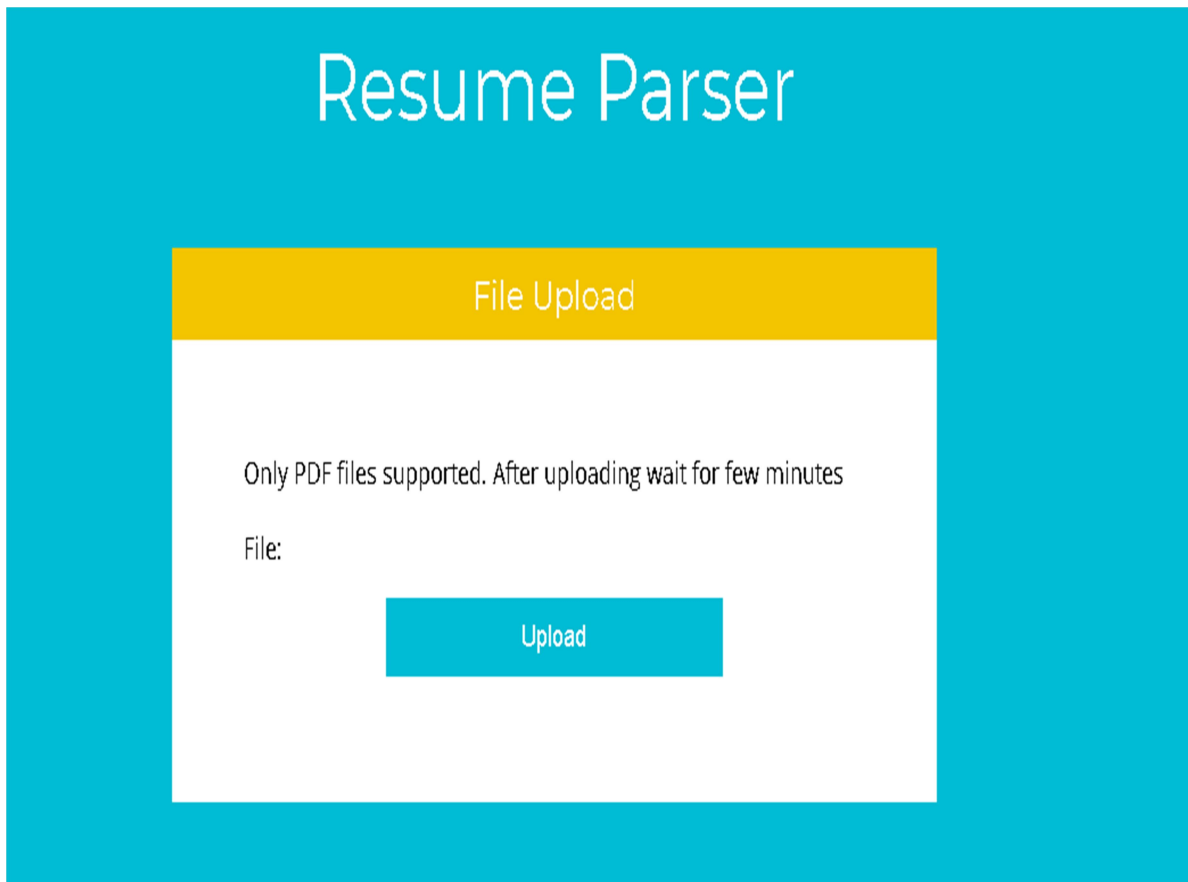 Resume Parser
File Upload
Only PDF files supported. After uploading wait for few minutes
File:
Upload